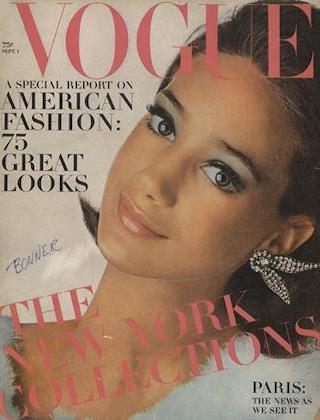 VOGUE
75¢
SEPT 1
A SPECIAL REPORT ON
AMERICAN
FASHION:
75
GREAT
LOOKS
BONNER
THE
NEW YORK
COLLECTIONS
PARIS:
THE NEWS AS
WE SEE IT